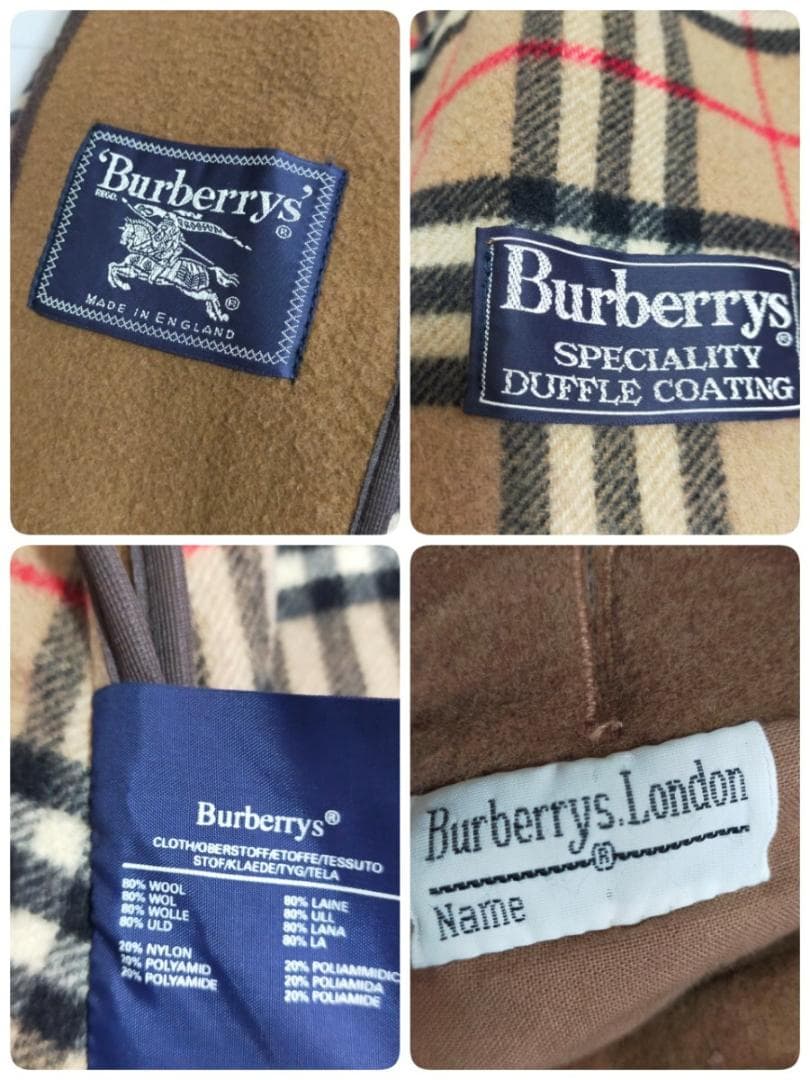 'Burberrys'
REGD.
PRORSUM
®
®
MADE IN ENGLAND
Burberrys
®
SPECIALITY
DUFFLE COATING
Burberrys®
CLOTH/OBERSTOFF/ETOFFE/TESSUTO
STOF/KLAEDE/TYG/TELA
80% WOOL
80% WOL
80% WOLLE
80% ULD
20% NYLON
20% POLYAMID
20% POLYAMIDE
80% LAINE
80% ULL
80% LANA
80% LA
20% POLIAMMIDIC
20% POLIAMIDA
20% POLIAMIDE
Burberrys.London
®
Name